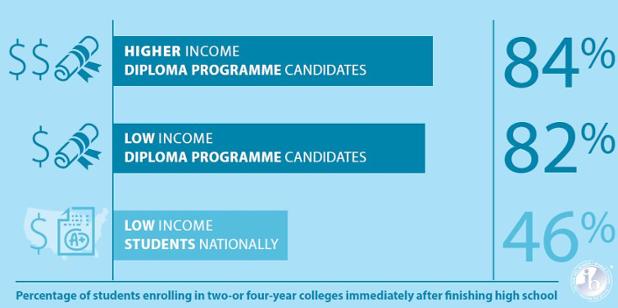 $$
HIGHER INCOME
DIPLOMA PROGRAMME CANDIDATES
84%
$
LOW INCOME
DIPLOMA PROGRAMME CANDIDATES
82%
$
A+
LOW INCOME
STUDENTS NATIONALLY
46%
Percentage of students enrolling in two-or four-year colleges immediately after finishing high school